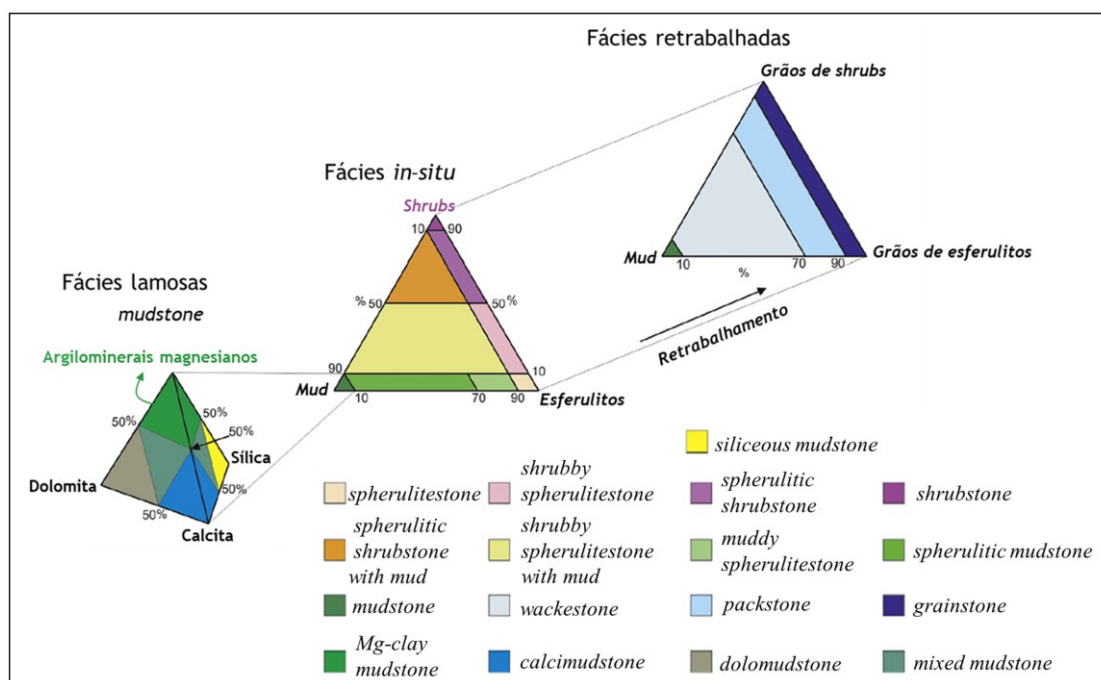 Fácies retrabalhadas
Grãos de shrubs
Mud
10
%
70
90
Grãos de esferulitos
Retrabalhamento
Fácies in-situ
Shrubs
10
90
% 50
50 %
90
10
Mud
10
70
90
Esferulitos
Fácies lamosas
mudstone
Argilominerais magnesianos
50%
50%
50%
Sílica
Dolomita
50%
50%
Calcita
siliceous mudstone
spherulitestone
shrubby
spherulitestone
spherulitic
shrubstone
shrubstone
spherulitic
shrubstone
with mud
shrubby
spherulitestone
with mud
muddy
spherulitestone
spherulitic mudstone
mudstone
wackestone
packstone
grainstone
Mg-clay
mudstone
calcimudstone
dolomudstone
mixed mudstone